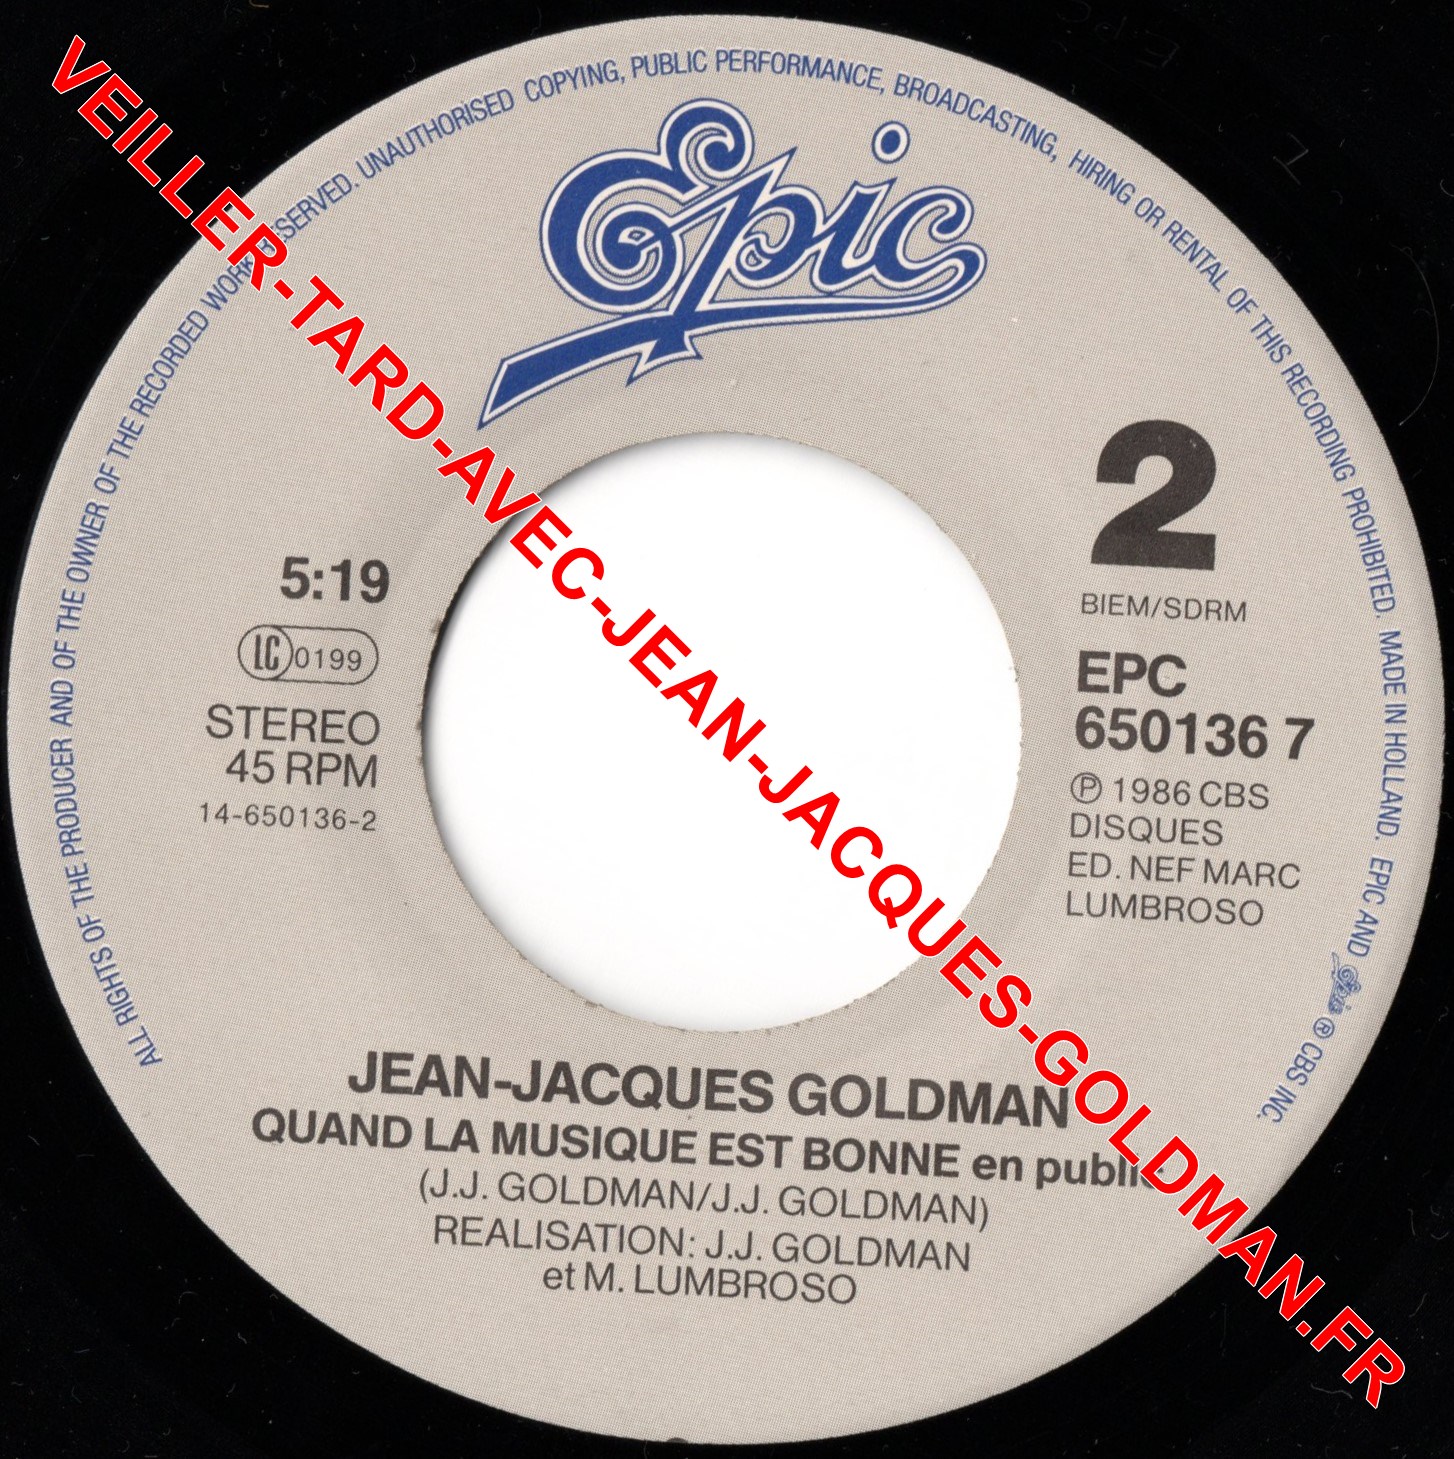 ALL RIGHTS OF THE PRODUCER AND OF THE OWNER OF THE RECORDED WORK RESERVED. UNAUTHORISED COPYING, PUBLIC PERFORMANCE, BROADCASTING, HIRING OR RENTAL OF THIS RECORDING PROHIBITED. MADE IN HOLLAND. EPIC AND Epic ® CBS INC.
Epic
2
BIEM/SDRM
EPC
650136 7
℗ 1986 CBS
DISQUES
ED. NEF MARC
LUMBROSO
5:19
LC 0199
STEREO
45 RPM
14-650136-2
JEAN-JACQUES GOLDMAN
QUAND LA MUSIQUE EST BONNE en public
(J.J. GOLDMAN/J.J. GOLDMAN)
REALISATION: J.J. GOLDMAN
et M. LUMBROSO
VEILLER-TARD-AVEC-JEAN-JACQUES-GOLDMAN.FR